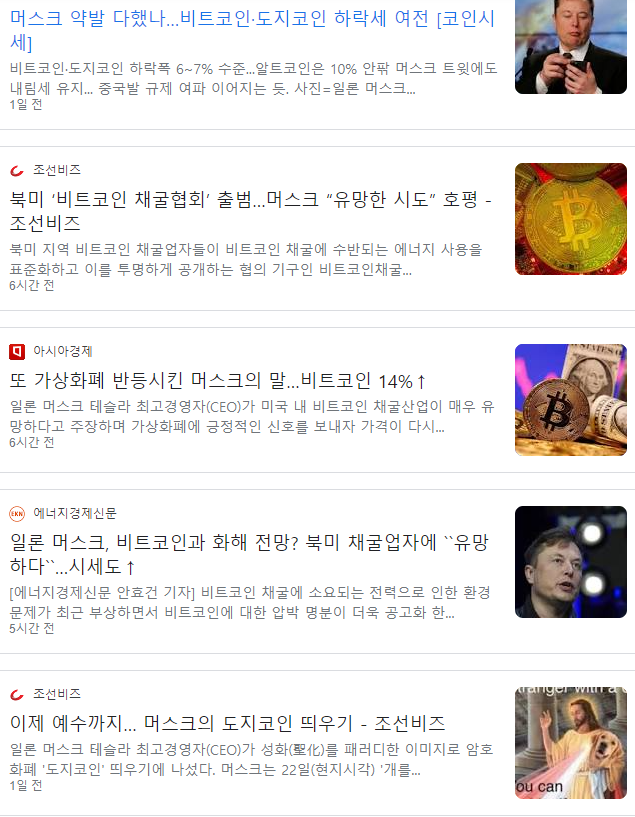 머스크 약발 다했나...비트코인·도지코인 하락세 여전 [코인시
세]
비트코인·도지코인 하락폭 6~7% 수준...알트코인은 10% 안팎 머스크 트윗에도
내림세 유지... 중국발 규제 여파 이어지는 듯. 사진=일론 머스크...
1일 전
조선비즈
북미 ‘비트코인 채굴협회’ 출범…머스크 “유망한 시도” 호평 -
조선비즈
북미 지역 비트코인 채굴업자들이 비트코인 채굴에 수반되는 에너지 사용을
표준화하고 이를 투명하게 공개하는 협의 기구인 비트코인채굴...
6시간 전
아시아경제
또 가상화폐 반등시킨 머스크의 말…비트코인 14%↑
일론 머스크 테슬라 최고경영자(CEO)가 미국 내 비트코인 채굴산업이 매우 유
망하다고 주장하며 가상화폐에 긍정적인 신호를 보내자 가격이 다시...
6시간 전
EKN 에너지경제신문
일론 머스크, 비트코인과 화해 전망? 북미 채굴업자에 ``유망
하다``…시세도↑
[에너지경제신문 안효건 기자] 비트코인 채굴에 소요되는 전력으로 인한 환경
문제가 최근 부상하면서 비트코인에 대한 압박 명분이 더욱 공고화 한...
5시간 전
조선비즈
이제 예수까지… 머스크의 도지코인 띄우기 - 조선비즈
일론 머스크 테슬라 최고경영자(CEO)가 성화(聖化)를 패러디한 이미지로 암호
화폐 '도지코인' 띄우기에 나섰다. 머스크는 22일(현지시각) '개를...
1일 전
ou can